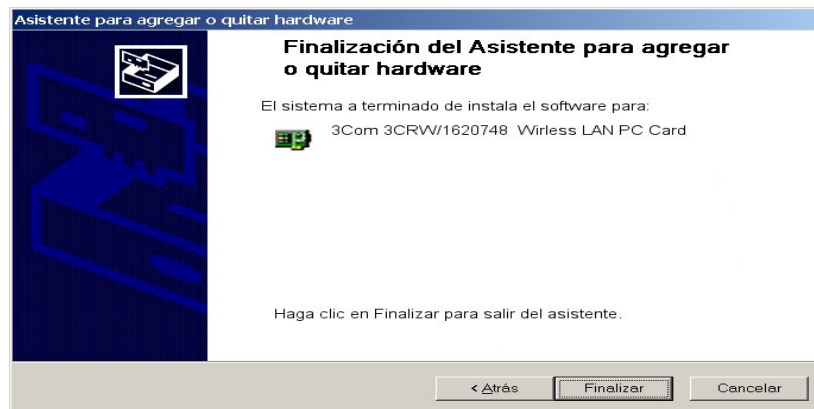 Asistente para agregar o quitar hardware
Finalización del Asistente para agregar
o quitar hardware
El sistema a terminado de instala el software para:
3Com 3CRW/1620748 Wirless LAN PC Card
Haga clic en Finalizar para salir del asistente.
< Atrás
Finalizar
Cancelar